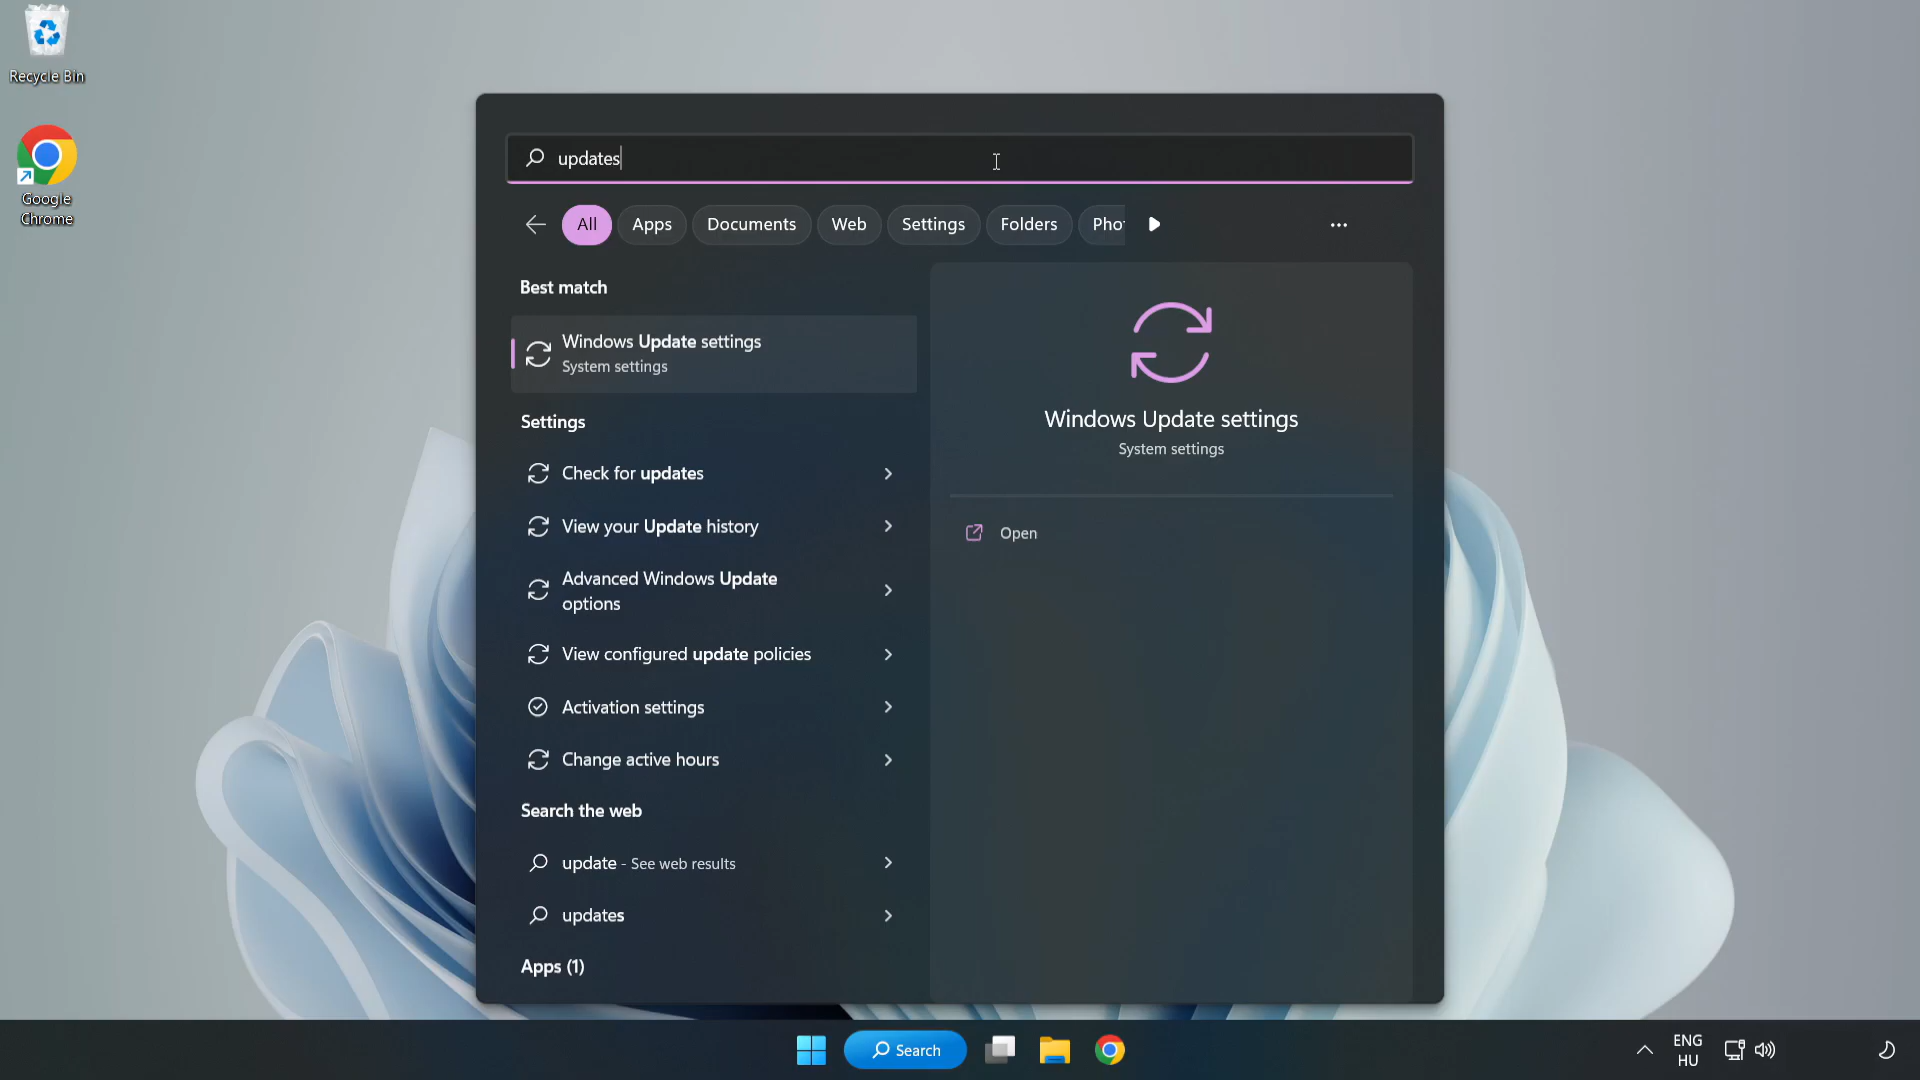 Recycle Bin
Google
Chrome
updates
All
Apps
Documents
Web
Settings
Folders
Pho
Best match
Windows Update settings
System settings
Settings
Check for updates
View your Update history
Advanced Windows Update
options
View configured update policies
Activation settings
Change active hours
Search the web
update - See web results
updates
Apps (1)
Windows Update settings
System settings
Open
Search
ENG
HU